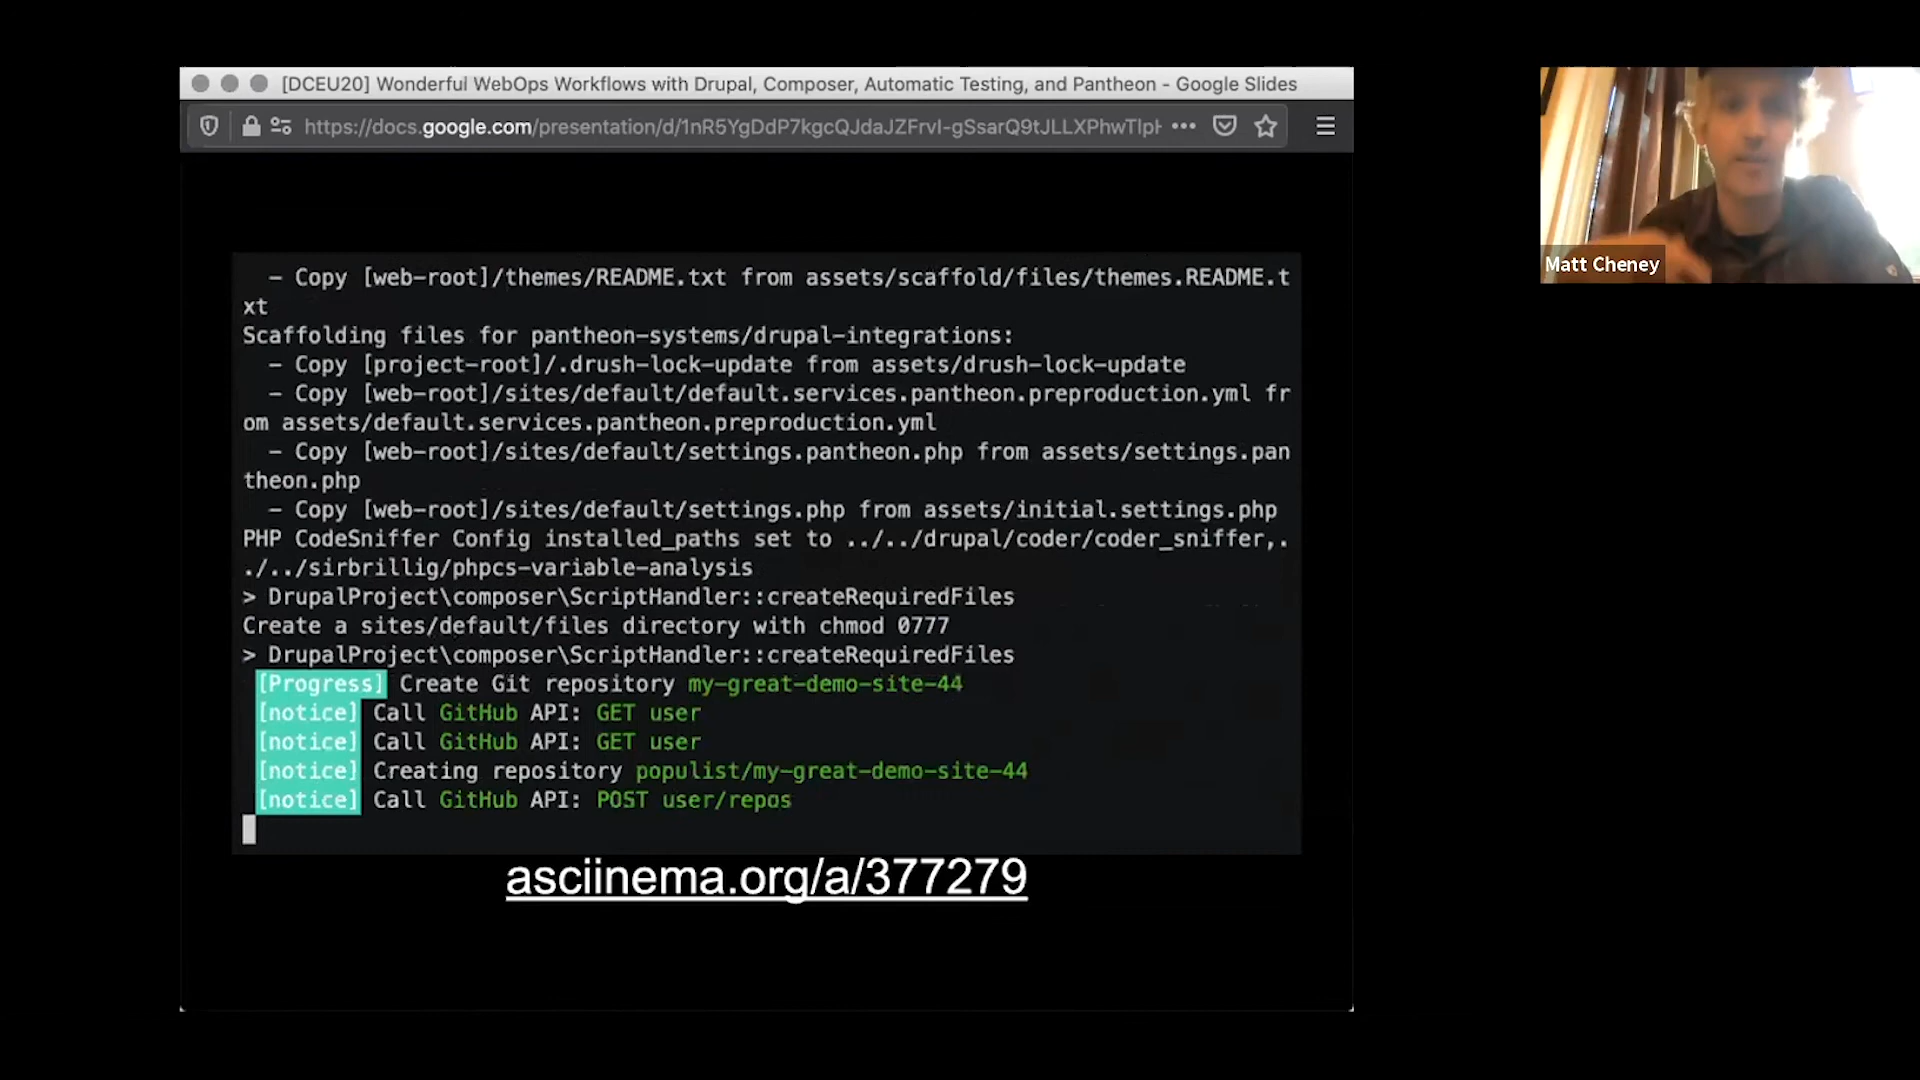 [DCEU20] Wonderful WebOps Workflows with Drupal, Composer, Automatic Testing, and Pantheon - Google Slides
https://docs.google.com/presentation/d/1nR5YgDdP7kgcQJdaJZFrvI-gSsarQ9tJLLXPhwTlpH
- Copy [web-root]/themes/README.txt from assets/scaffold/files/themes.README.t
xt
Scaffolding files for pantheon-systems/drupal-integrations:
- Copy [project-root]/.drush-lock-update from assets/drush-lock-update
- Copy [web-root]/sites/default/default.services.pantheon.preproduction.yml fr
om assets/default.services.pantheon.preproduction.yml
- Copy [web-root]/sites/default/settings.pantheon.php from assets/settings.pan
theon.php
- Copy [web-root]/sites/default/settings.php from assets/initial.settings.php
PHP CodeSniffer Config installed_paths set to ../../drupal/coder/coder_sniffer,.
./../sirbrillig/phpcs-variable-analysis
> DrupalProject\composer\ScriptHandler::createRequiredFiles
Create a sites/default/files directory with chmod 0777
> DrupalProject\composer\ScriptHandler::createRequiredFiles
[Progress] Create Git repository my-great-demo-site-44
[notice] Call GitHub API: GET user
[notice] Call GitHub API: GET user
[notice] Creating repository populist/my-great-demo-site-44
[notice] Call GitHub API: POST user/repos
asciinema.org/a/377279
Matt Cheney